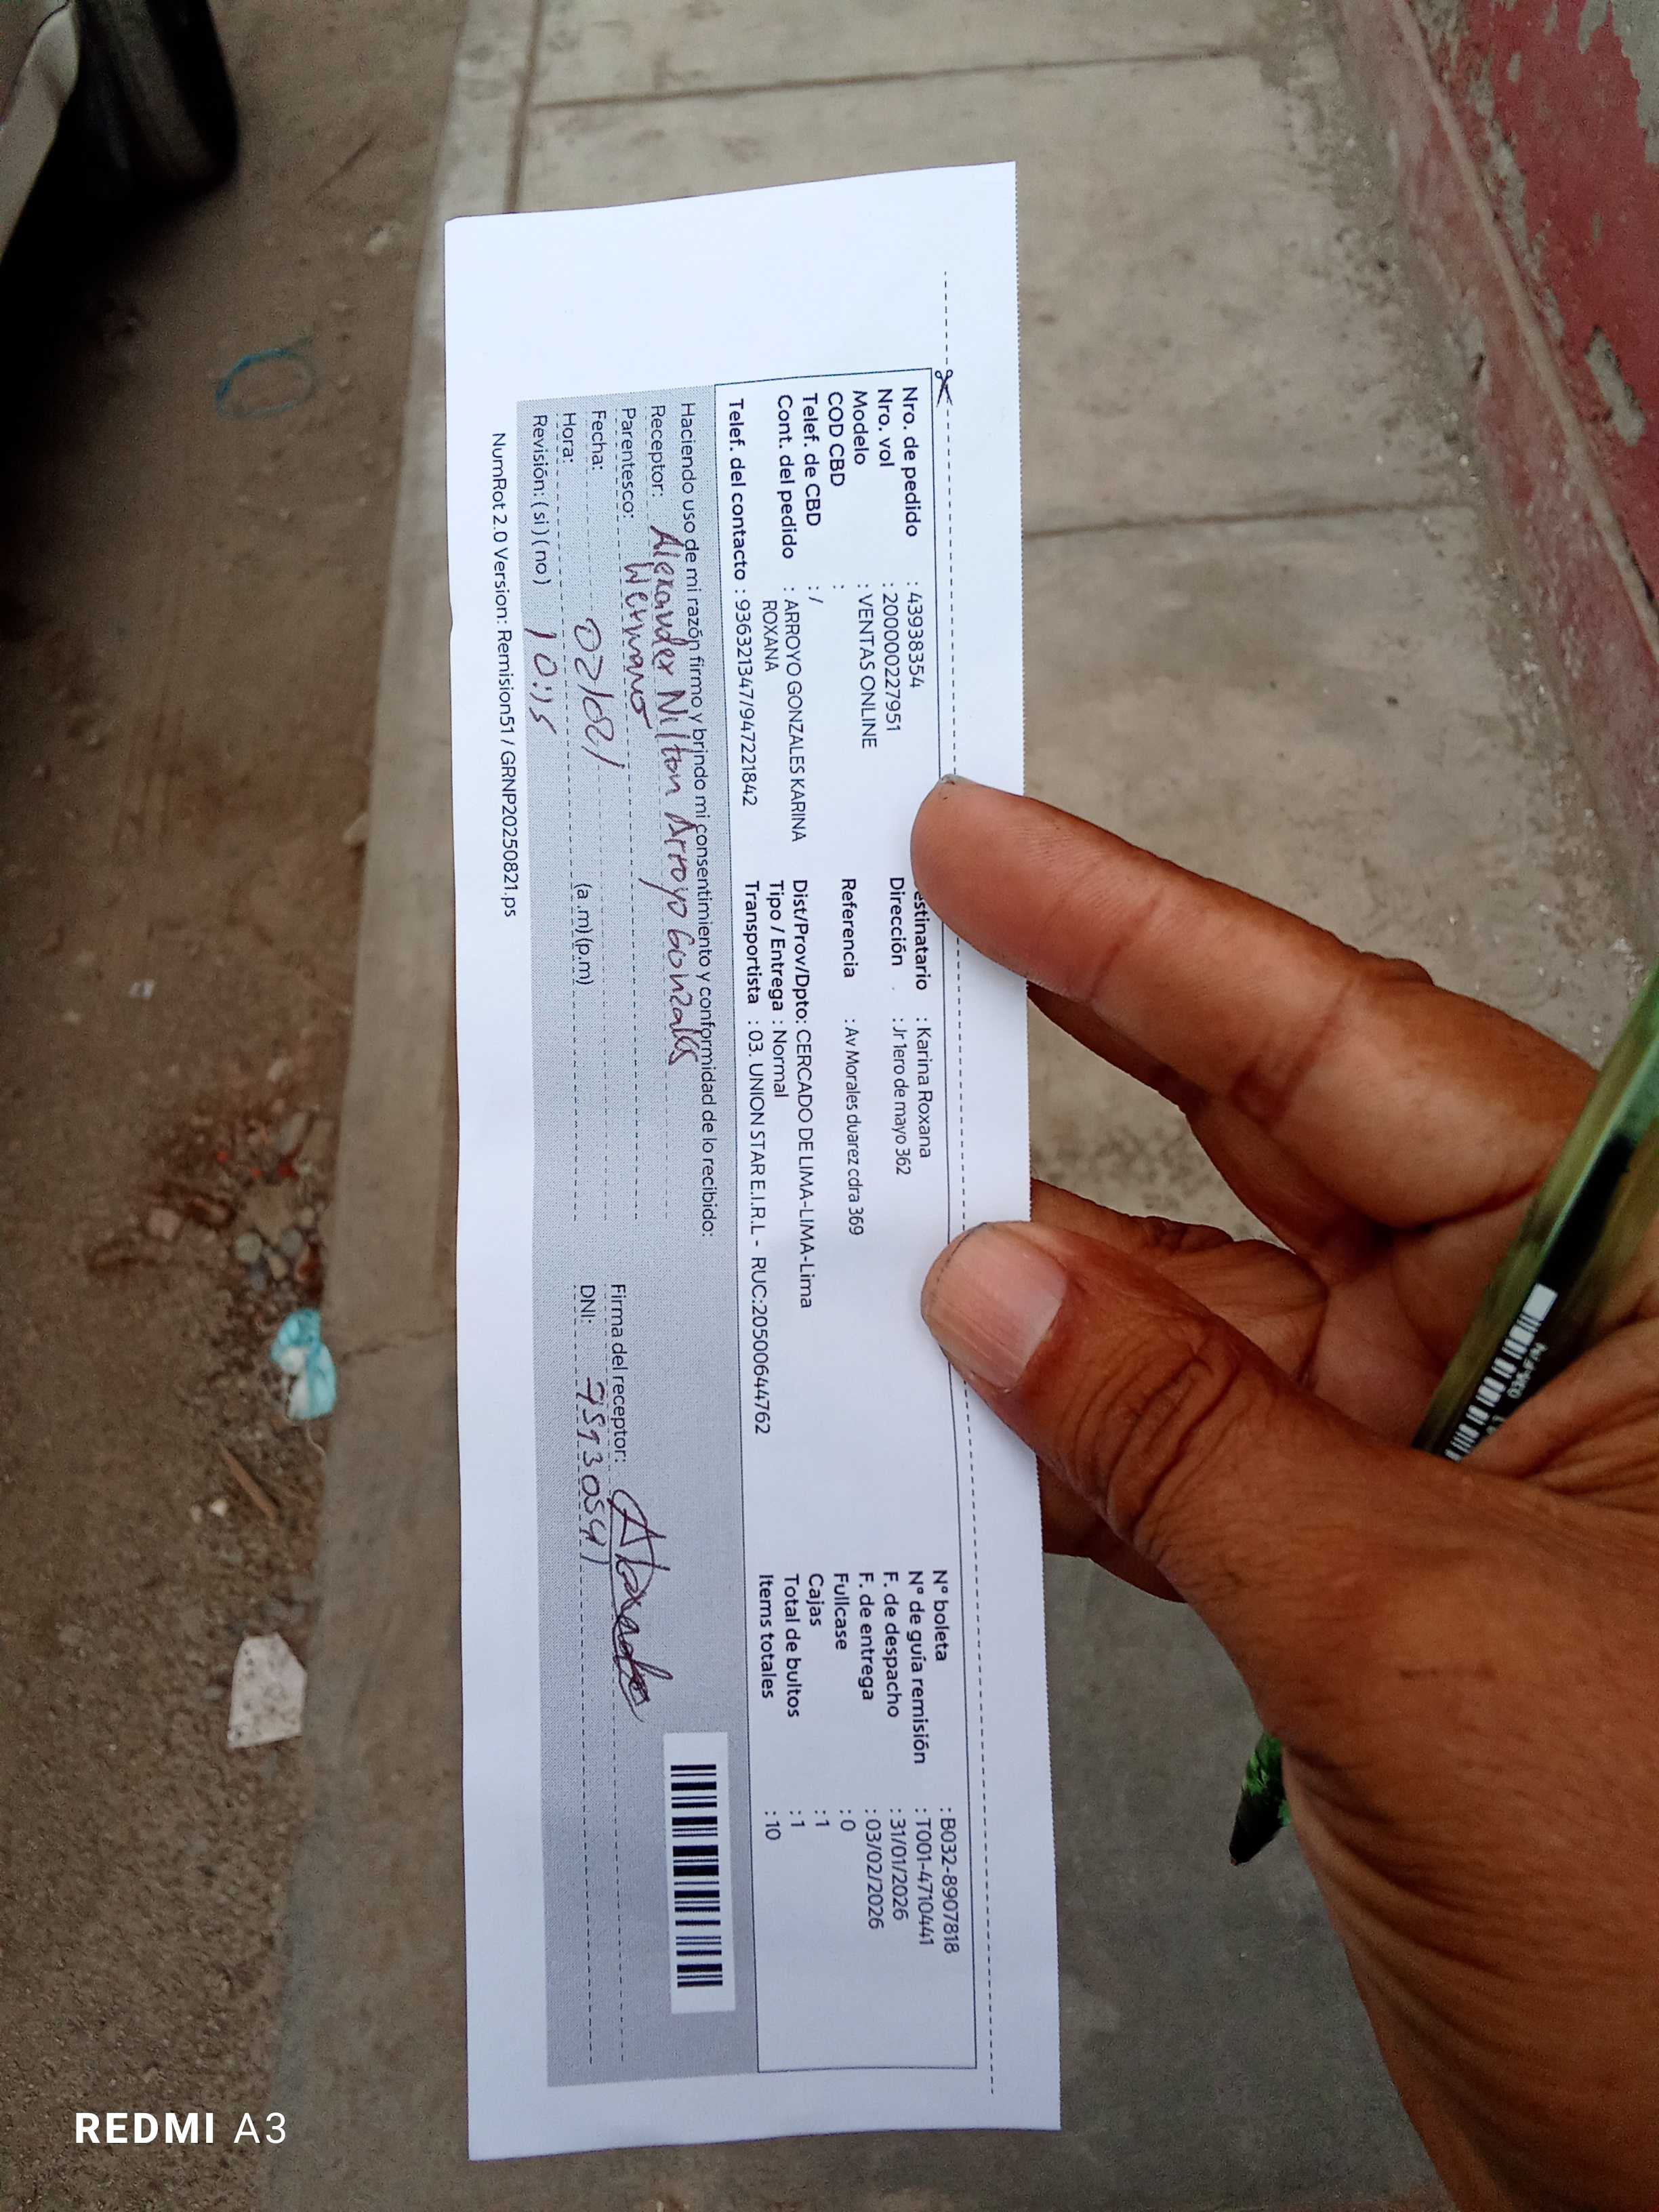 Nro. de pedido : 43938354
Nro. vol : 200000227951
Modelo : VENTAS ONLINE
COD CBD :
Telef. de CBD : /
Cont. del pedido : ARROYO GONZALES KARINA
ROXANA
Telef. del contacto : 936321347/947221842
estinatario : Karina Roxana
Dirección : Jr 1ero de mayo 362
Referencia : Av Morales duarez cdra 369
Dist/Prov/Dpto: CERCADO DE LIMA-LIMA-Lima
Tipo / Entrega : Normal
Transportista : 03. UNION STAR E.I.R.L - RUC:20500644762
N° boleta : B032-8907818
N° de guía remisión : T001-4710441
F. de despacho : 31/01/2026
F. de entrega : 03/02/2026
Fullcase : 0
Cajas : 1
Total de bultos : 1
Items totales : 10
Haciendo uso de mi razón firmo y brindo mi consentimiento y conformidad de lo recibido:
Receptor: Alexander Nilton Arroyo Gonzales
Parentesco: Hermano
Fecha: 02/02/
Hora: 10:15 (a .m) (p.m)
Revisión: ( si ) ( no )
Firma del receptor:
DNI:
NumRot 2.0 Version: Remision51 / GRNP20250821.ps
REDMI A3